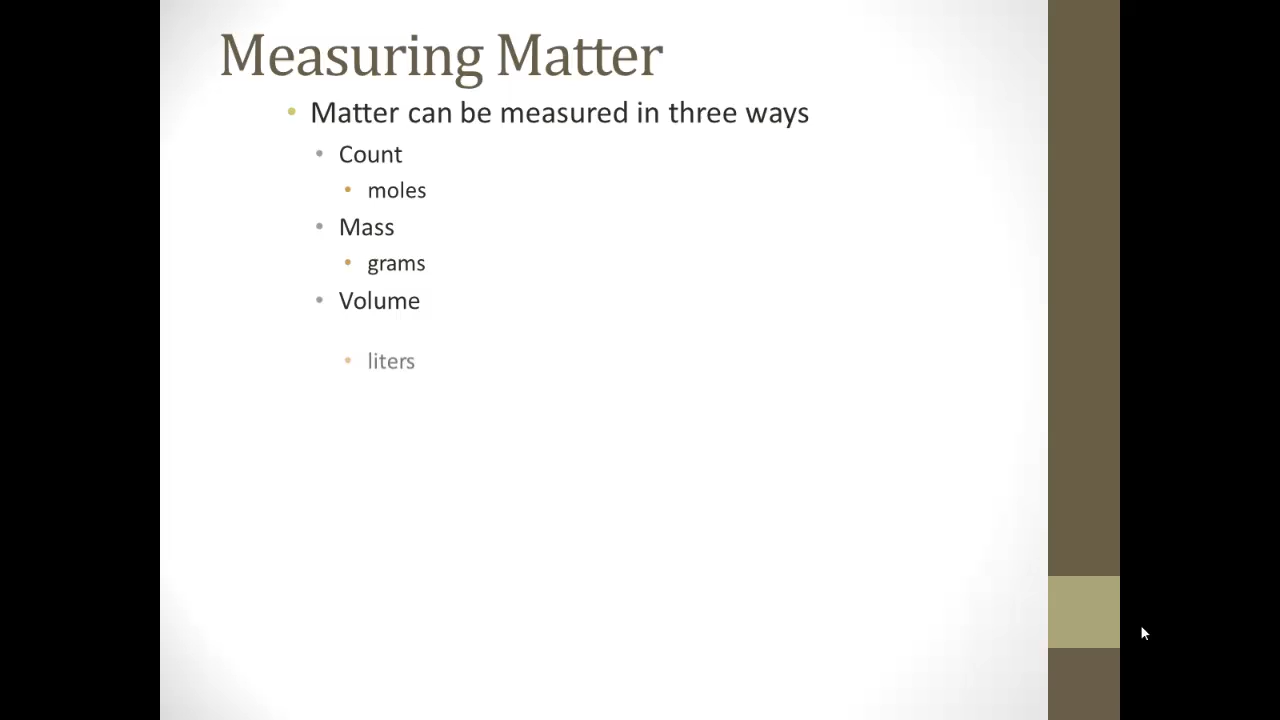 Measuring Matter
• Matter can be measured in three ways
• Count
• moles
• Mass
• grams
• Volume
• liters